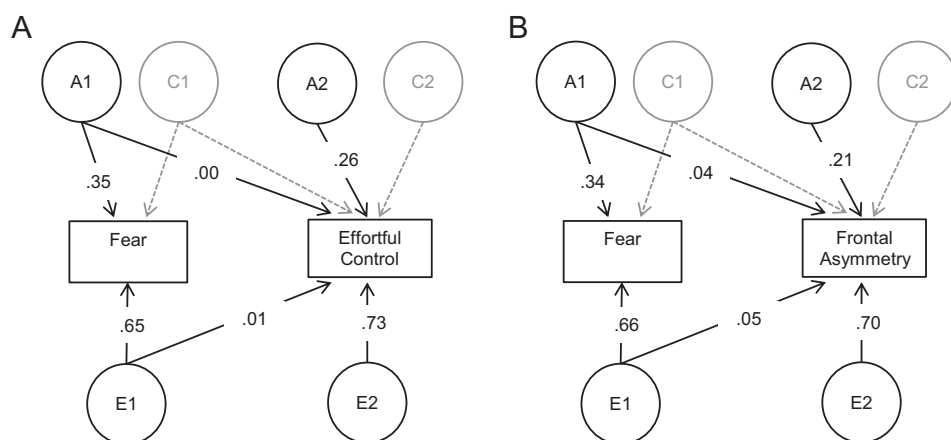 A
A1
C1
A2
C2
.35
.00
.26
Fear
Effortful
Control
.65
.01
.73
E1
E2
B
A1
C1
A2
C2
.34
.04
.21
Fear
Frontal
Asymmetry
.66
.05
.70
E1
E2